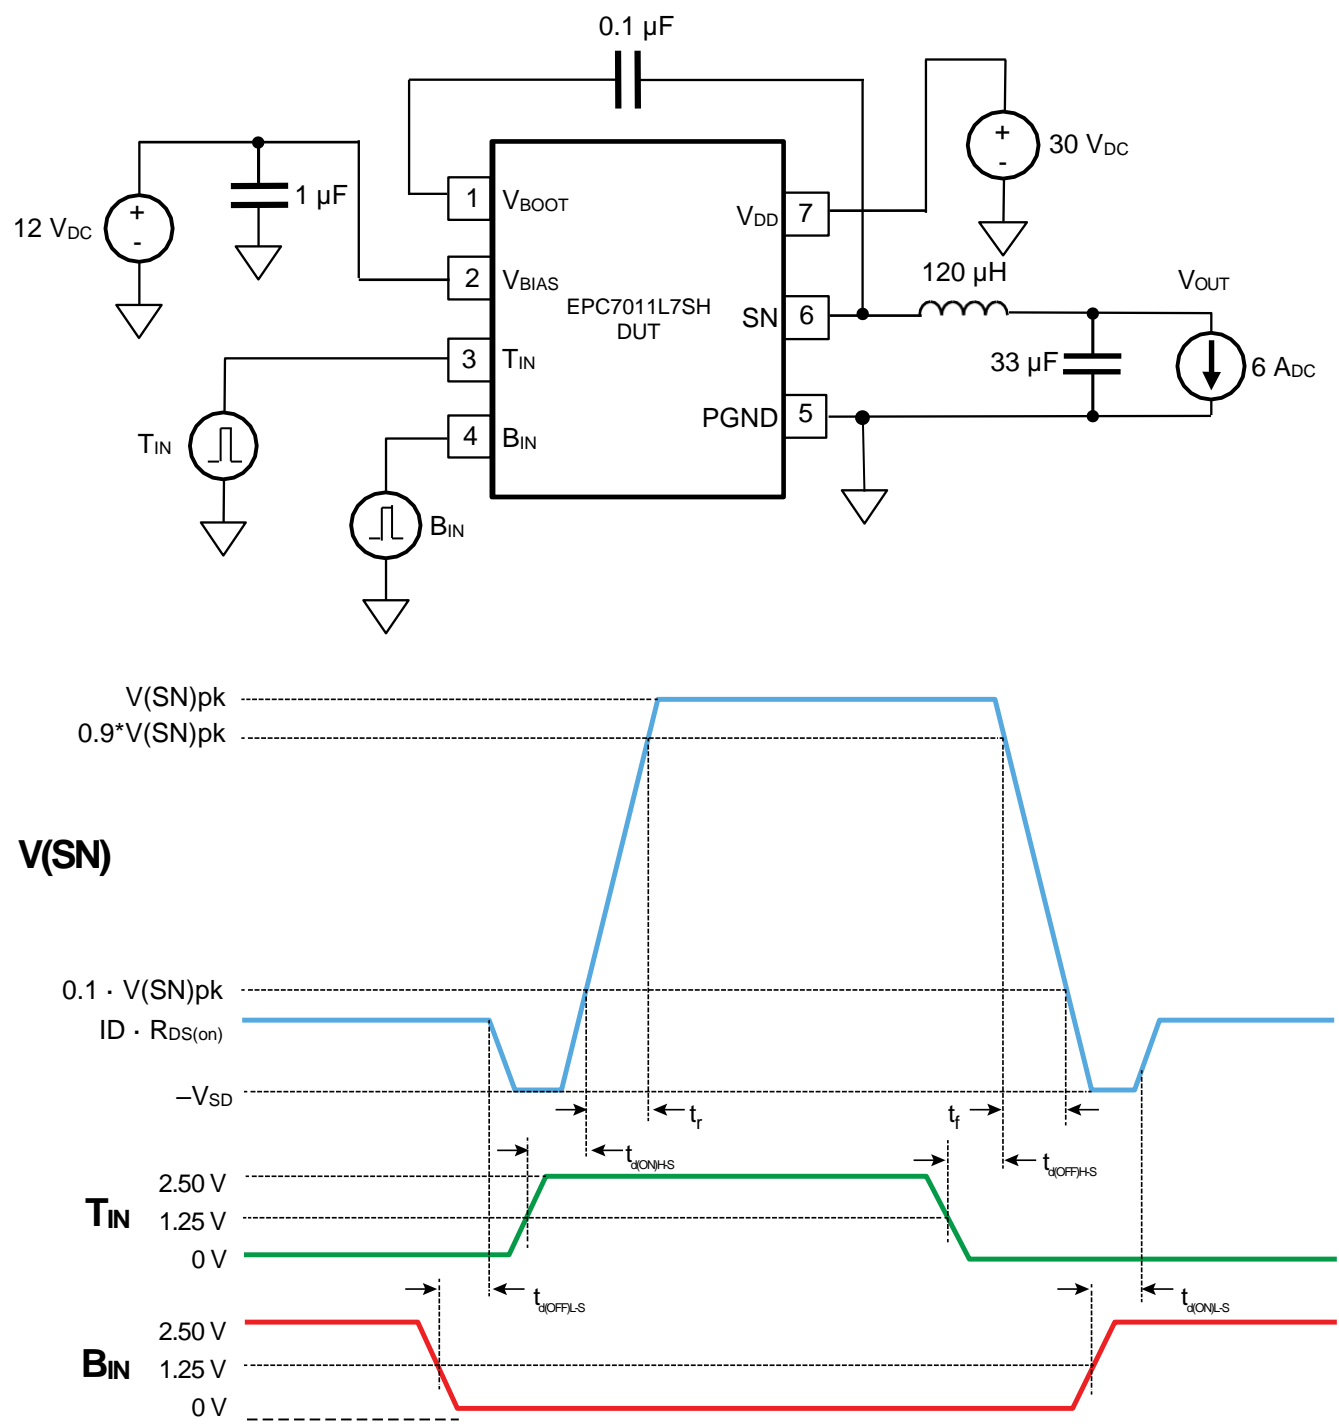 0.1 µF
30 VDC
1 µF
12 VDC
1
VBOOT
VDD
7
2
VBIAS
120 µH
VOUT
EPC7011L7SH
DUT
SN
6
3
TIN
33 µF
6 ADC
PGND
5
4
BIN
TIN
BIN
V(SN)pk
0.9*V(SN)pk
V(SN)
0.1 · V(SN)pk
ID · RDS(on)
–VSD
tr
tf
td(ON)H-S
td(OFF)H-S
2.50 V
TIN
1.25 V
0 V
td(OFF)L-S
td(ON)L-S
2.50 V
BIN
1.25 V
0 V